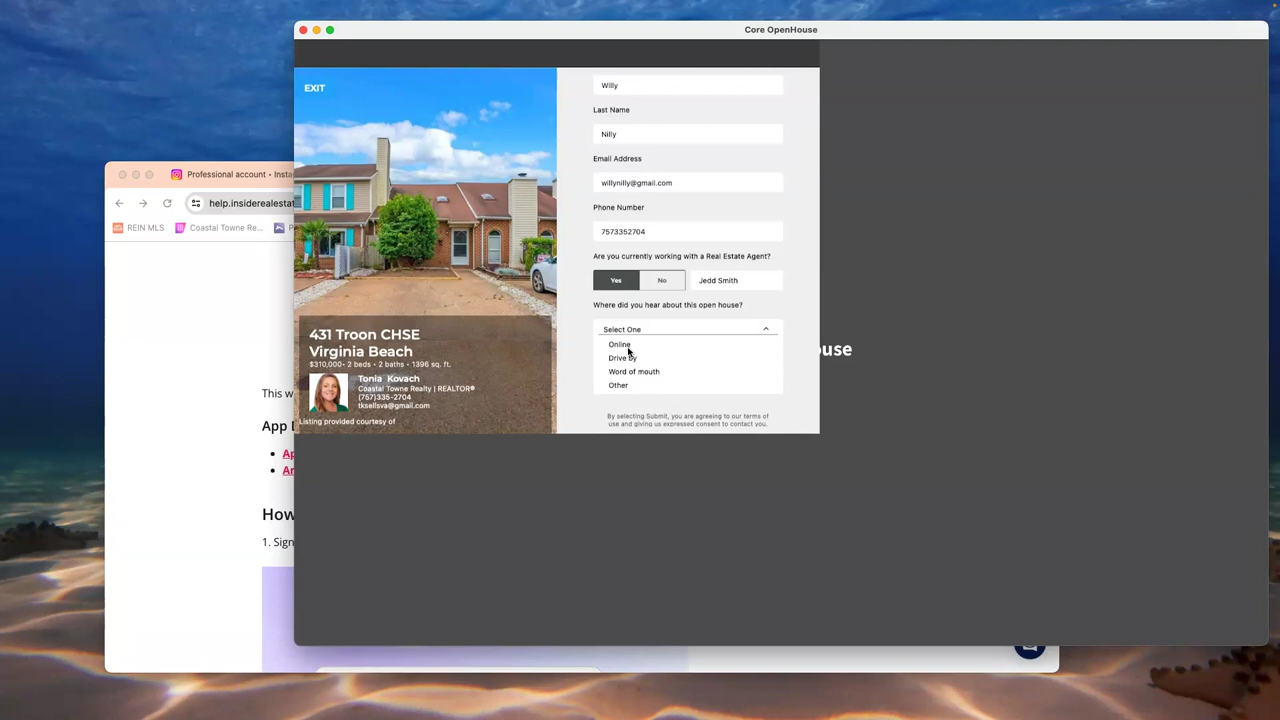 Core OpenHouse
EXIT
Willy
Last Name
Nilly
Email Address
willynilly@gmail.com
Phone Number
7573352704
Are you currently working with a Real Estate Agent?
Yes
No
Jedd Smith
Where did you hear about this open house?
Select One
Online
Drive by
Word of mouth
Other
By selecting Submit, you are agreeing to our terms of
use and giving us expressed consent to contact you.
431 Troon CHSE
Virginia Beach
$310,000• 2 beds • 2 baths • 1396 sq. ft.
Tonia Kovach
Coastal Towne Realty | REALTOR®
(757)335-2704
tksellsva@gmail.com
Listing provided courtesy of
ouse
Professional account • Insta
help.insiderealestat
REIN MLS
Coastal Towne Re...
P
This w
App
Ap
An
How
1. Sign